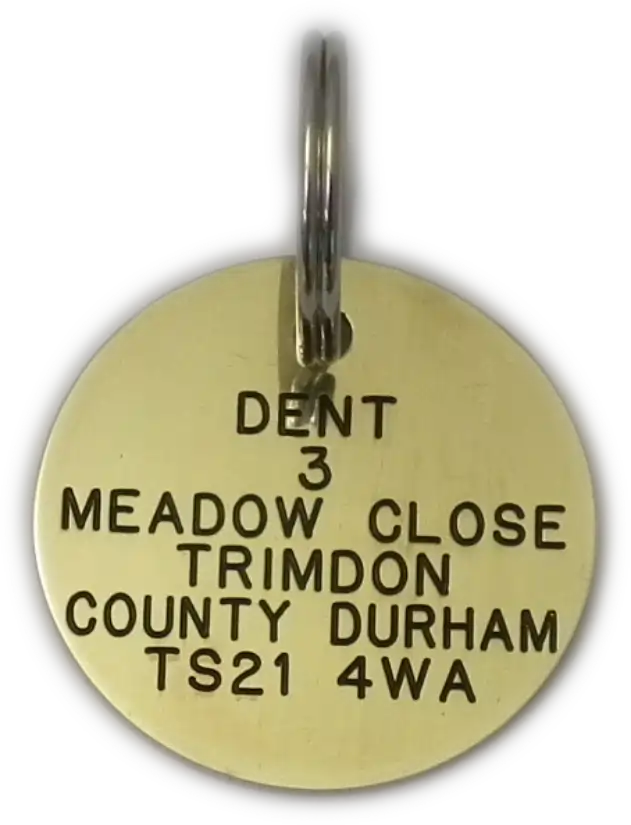 DENT
3
MEADOW CLOSE
TRIMDON
COUNTY DURHAM
TS21 4WA